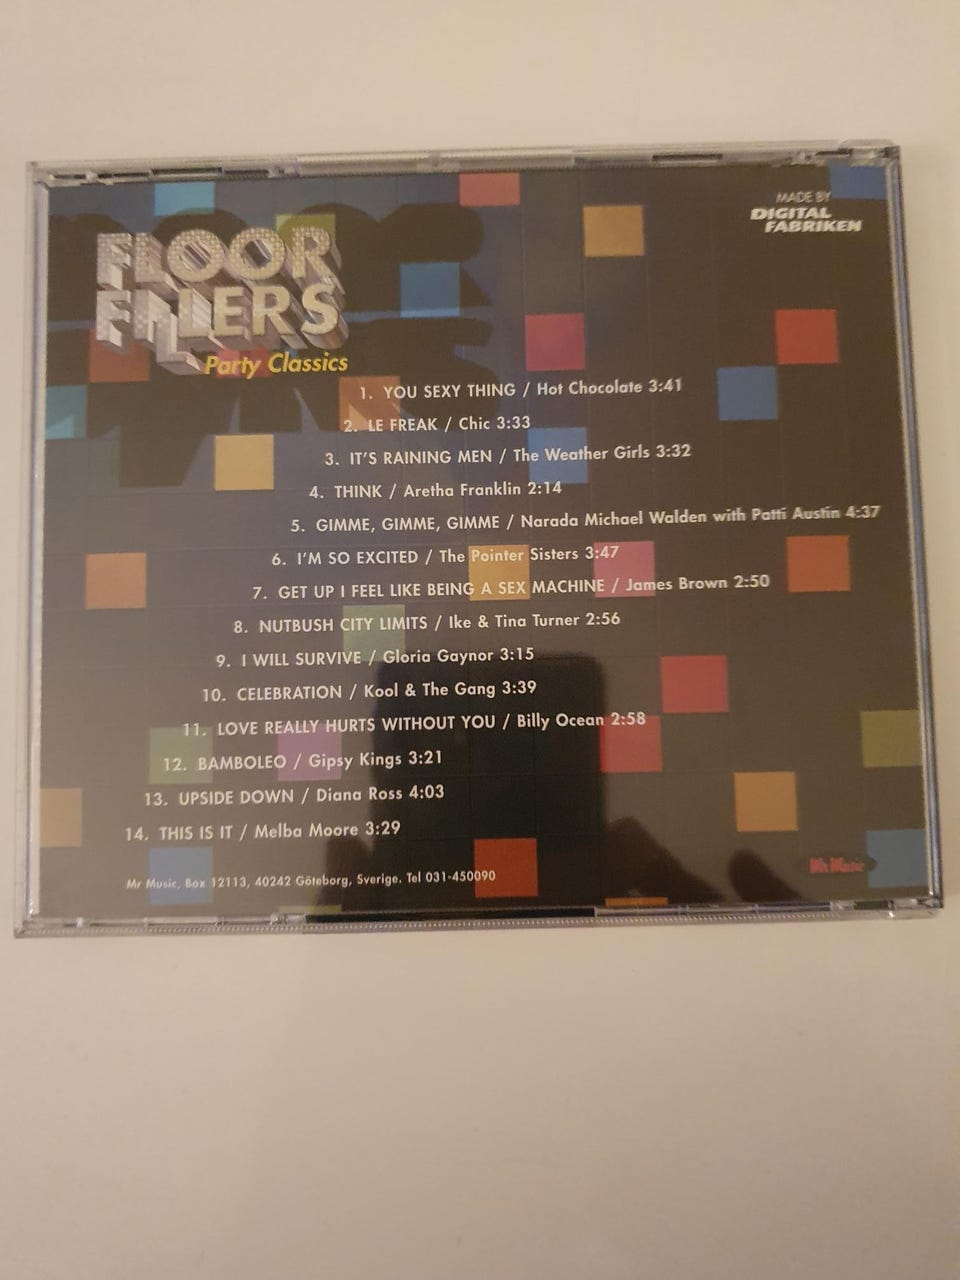 MADE BY
DIGITAL
FABRIKEN
FLOOR
FILLERS
Party Classics
1. YOU SEXY THING / Hot Chocolate 3:41
2. LE FREAK / Chic 3:33
3. IT'S RAINING MEN / The Weather Girls 3:32
4. THINK / Aretha Franklin 2:14
5. GIMME, GIMME, GIMME / Narada Michael Walden with Patti Austin 4:37
6. I'M SO EXCITED / The Pointer Sisters 3:47
7. GET UP I FEEL LIKE BEING A SEX MACHINE / James Brown 2:50
8. NUTBUSH CITY LIMITS / Ike & Tina Turner 2:56
9. I WILL SURVIVE / Gloria Gaynor 3:15
10. CELEBRATION / Kool & The Gang 3:39
11. LOVE REALLY HURTS WITHOUT YOU / Billy Ocean 2:58
12. BAMBOLEO / Gipsy Kings 3:21
13. UPSIDE DOWN / Diana Ross 4:03
14. THIS IS IT / Melba Moore 3:29
Mr Music
Mr Music, Box 12113, 40242 Göteborg, Sverige. Tel 031-450090